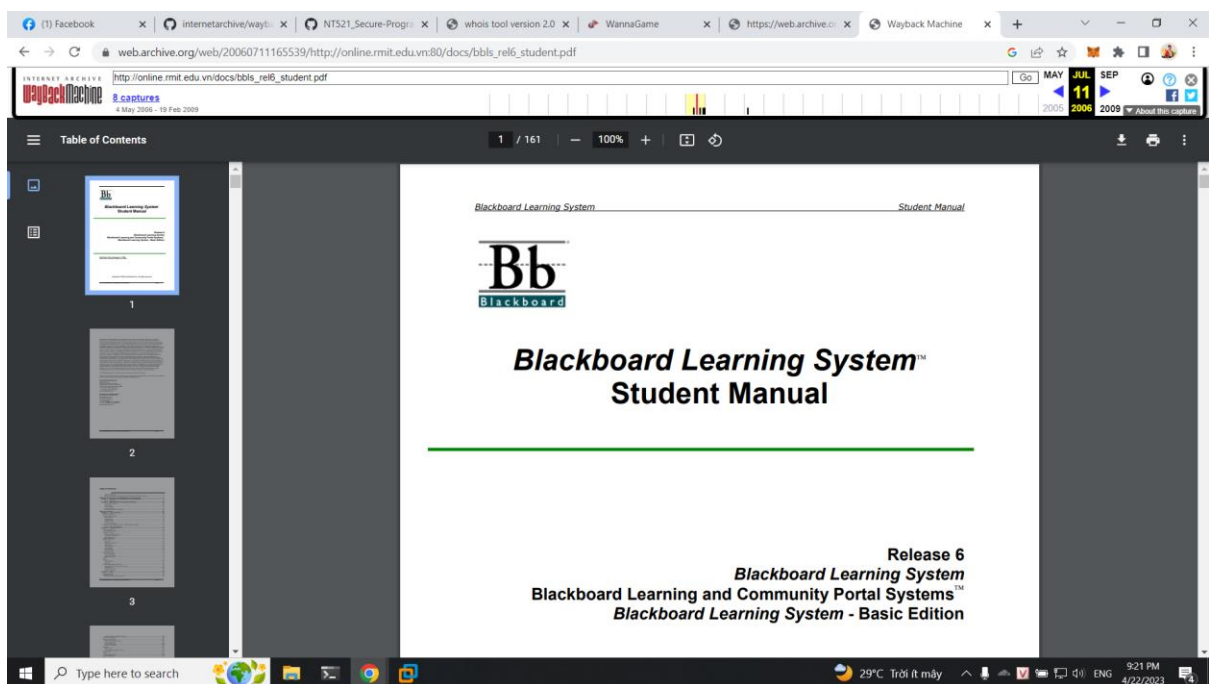 (1) Facebook
internetarchive/wayb
NT521_Secure-Progra
whois tool version 2.0
WannaGame
https://web.archive.o
Wayback Machine
web.archive.org/web/20060711165539/http://online.rmit.edu.vn:80/docs/bbls_rel6_student.pdf
INTERNET ARCHIVE
WayBackMachine
http://online.rmit.edu.vn/docs/bbls_rel6_student.pdf
Go
MAY JUL SEP
8 captures
11
4 May 2006 - 19 Feb 2009
2005 2006 2009
About this capture
Table of Contents
1 / 161
100%
Blackboard Learning System Student Manual
Bb
Blackboard
Blackboard Learning System™
Student Manual
Release 6
Blackboard Learning System
Blackboard Learning and Community Portal Systems™
Blackboard Learning System - Basic Edition
1
2
3
Type here to search
29°C Trời ít mây
ENG
9:21 PM
4/22/2023
4